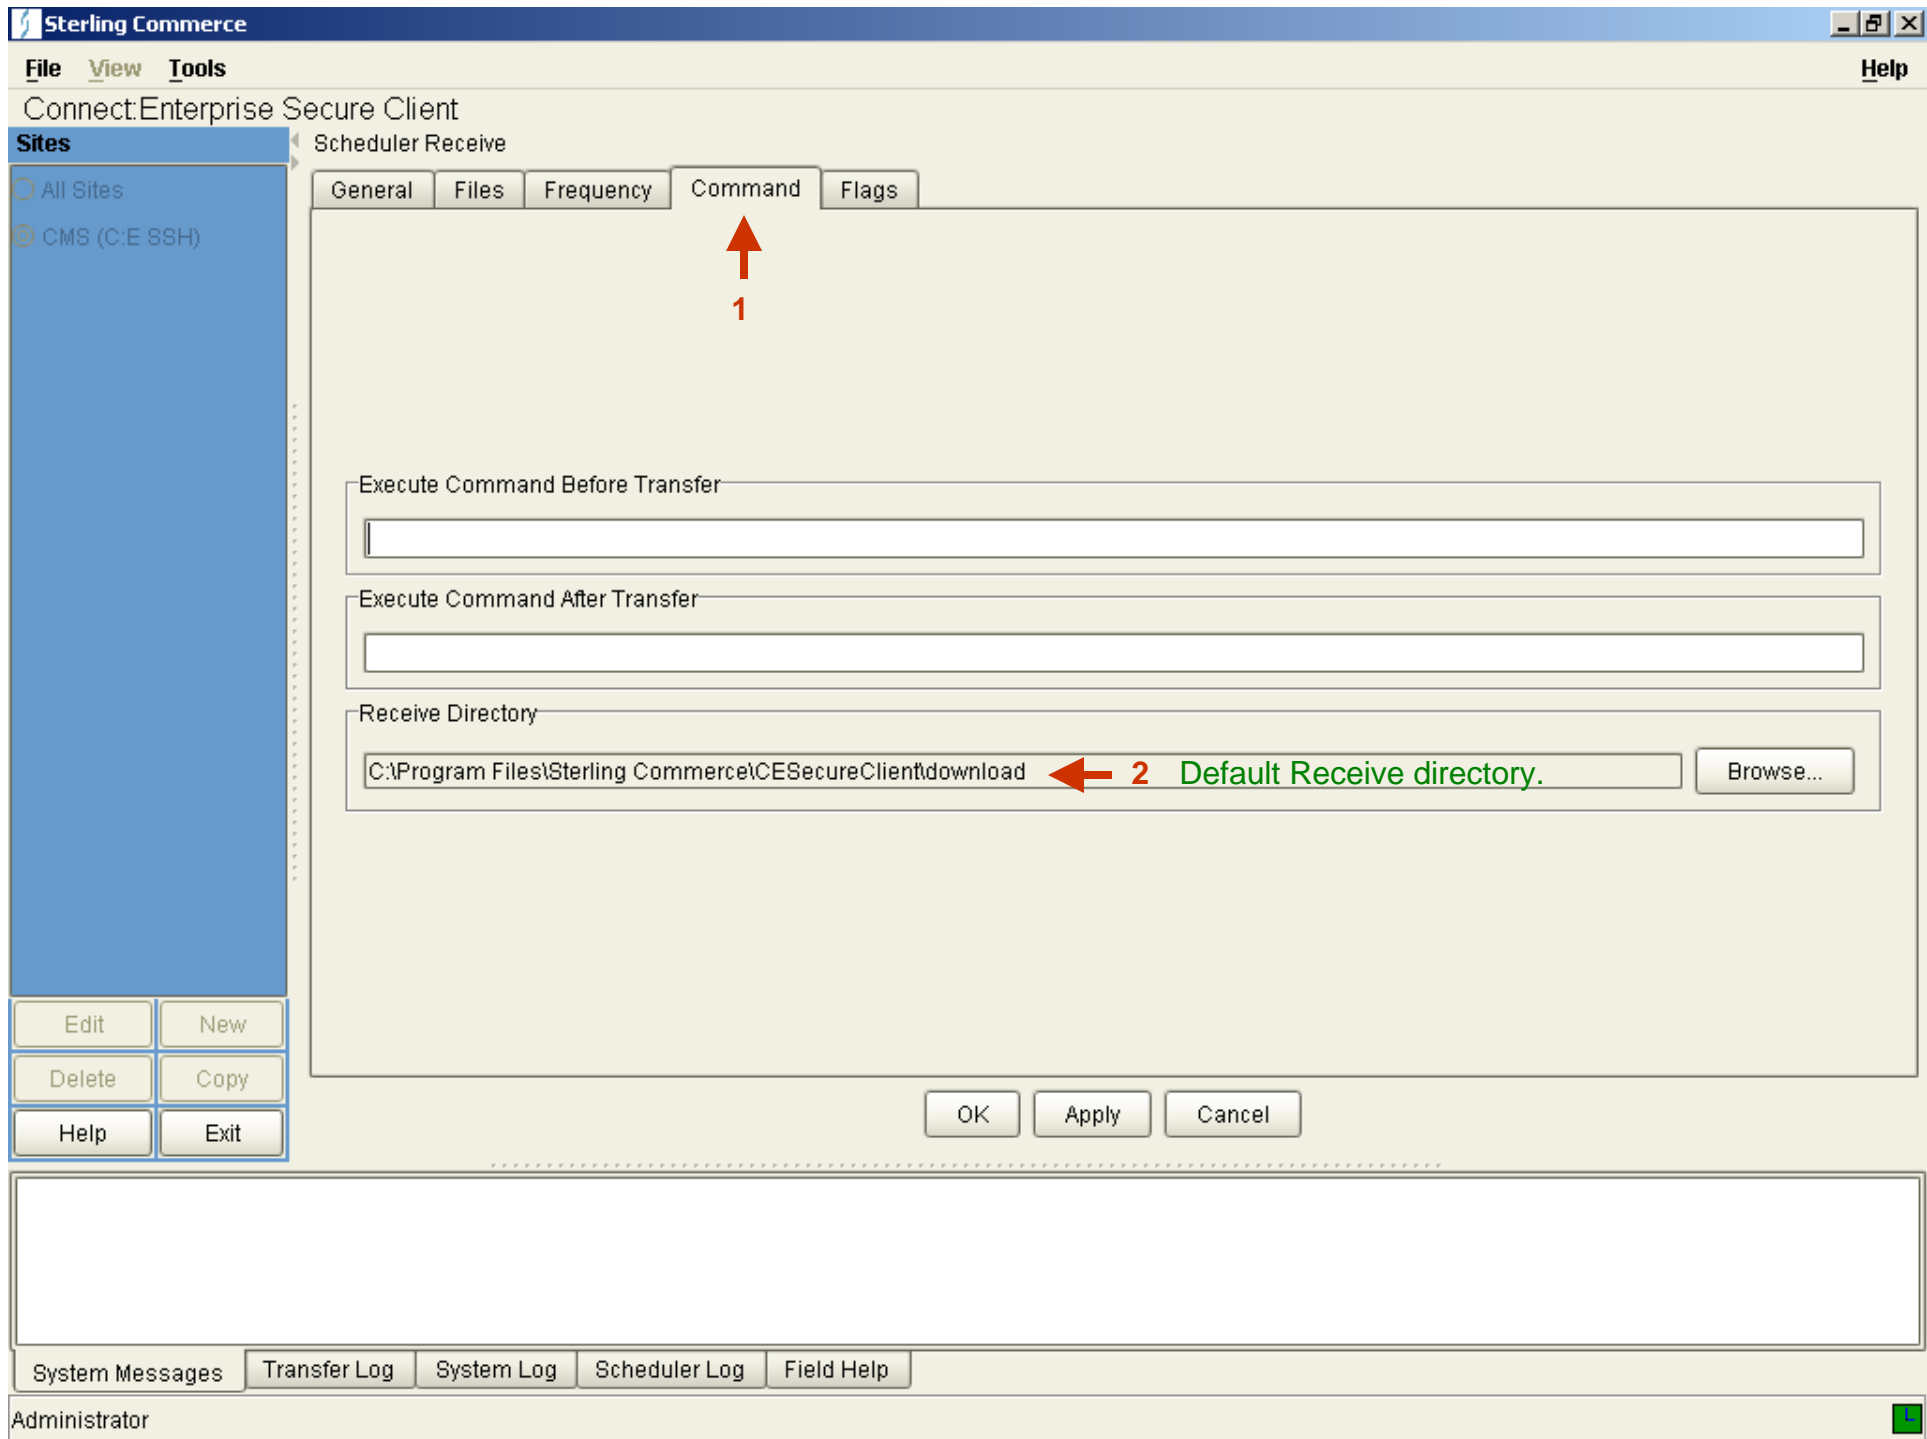 Sterling Commerce
File View Tools Help
Connect:Enterprise Secure Client
Sites
Scheduler Receive
All Sites
CMS (C:E SSH)
General Files Frequency Command Flags
1
Execute Command Before Transfer
Execute Command After Transfer
Receive Directory
C:\Program Files\Sterling Commerce\CESecureClient\download 2 Default Receive directory. Browse...
Edit New
Delete Copy
Help Exit
OK Apply Cancel
System Messages Transfer Log System Log Scheduler Log Field Help
Administrator